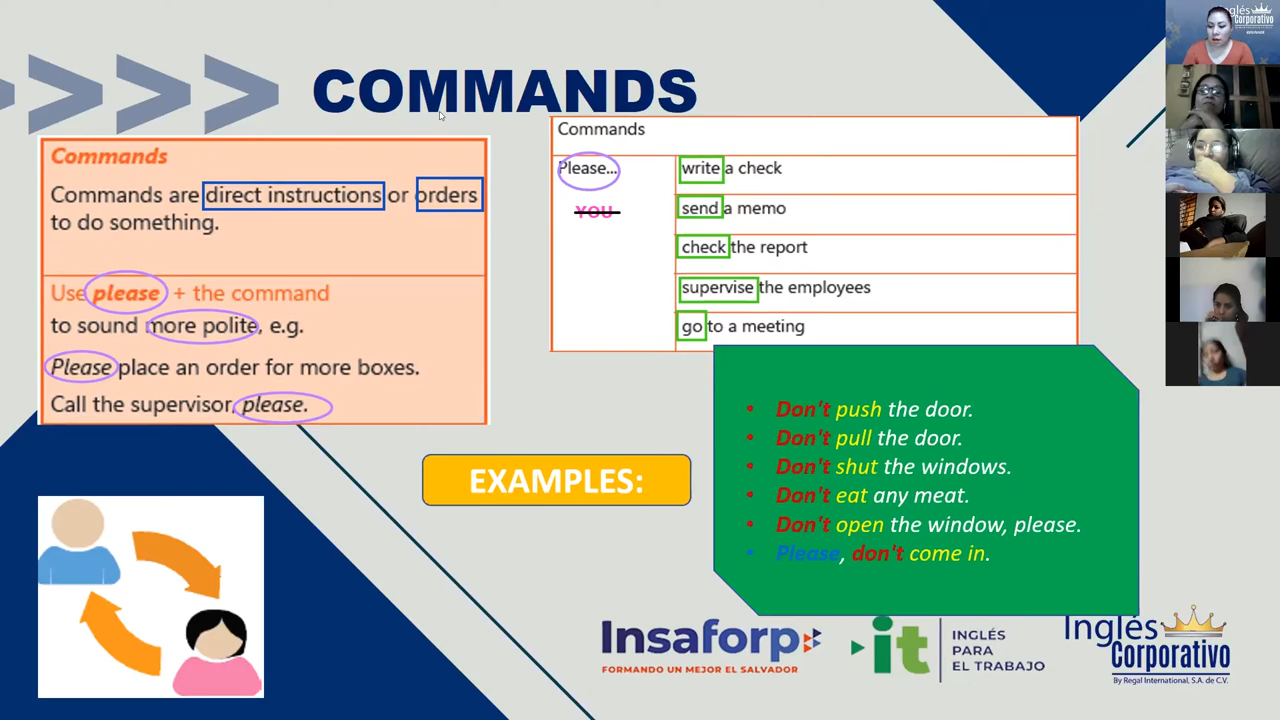 COMMANDS
Commands
Commands are direct instructions or orders
to do something.
Use please + the command
to sound more polite, e.g.
Please place an order for more boxes.
Call the supervisor, please.
Commands
Please...
YOU
write a check
send a memo
check the report
supervise the employees
go to a meeting
EXAMPLES:
Don't push the door.
Don't pull the door.
Don't shut the windows.
Don't eat any meat.
Don't open the window, please.
Please, don't come in.
Insaforp
FORMANDO UN MEJOR EL SALVADOR
it
INGLÉS
PARA
EL TRABAJO
Inglés
Corporativo
By Regal International, S.A. de C.V.
Inglés
Corporativo